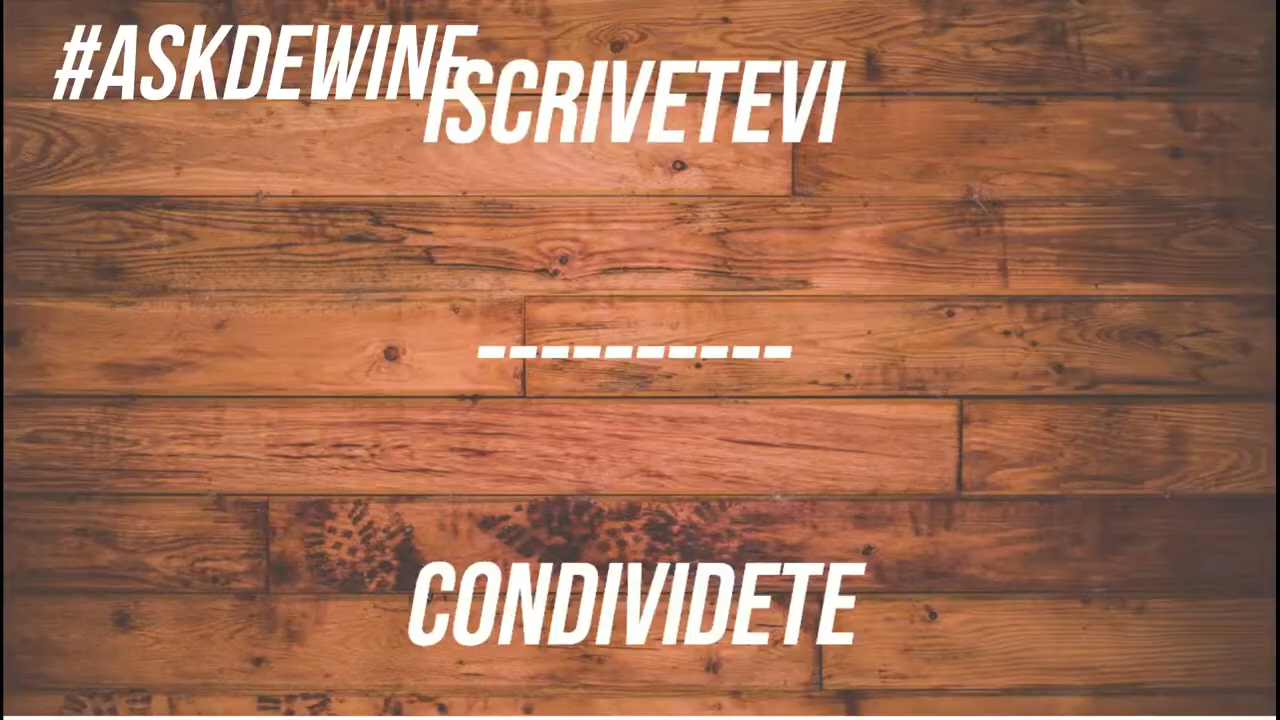 #ASKDEWINE
ISCRIVETEVI
----------
CONDIVIDETE